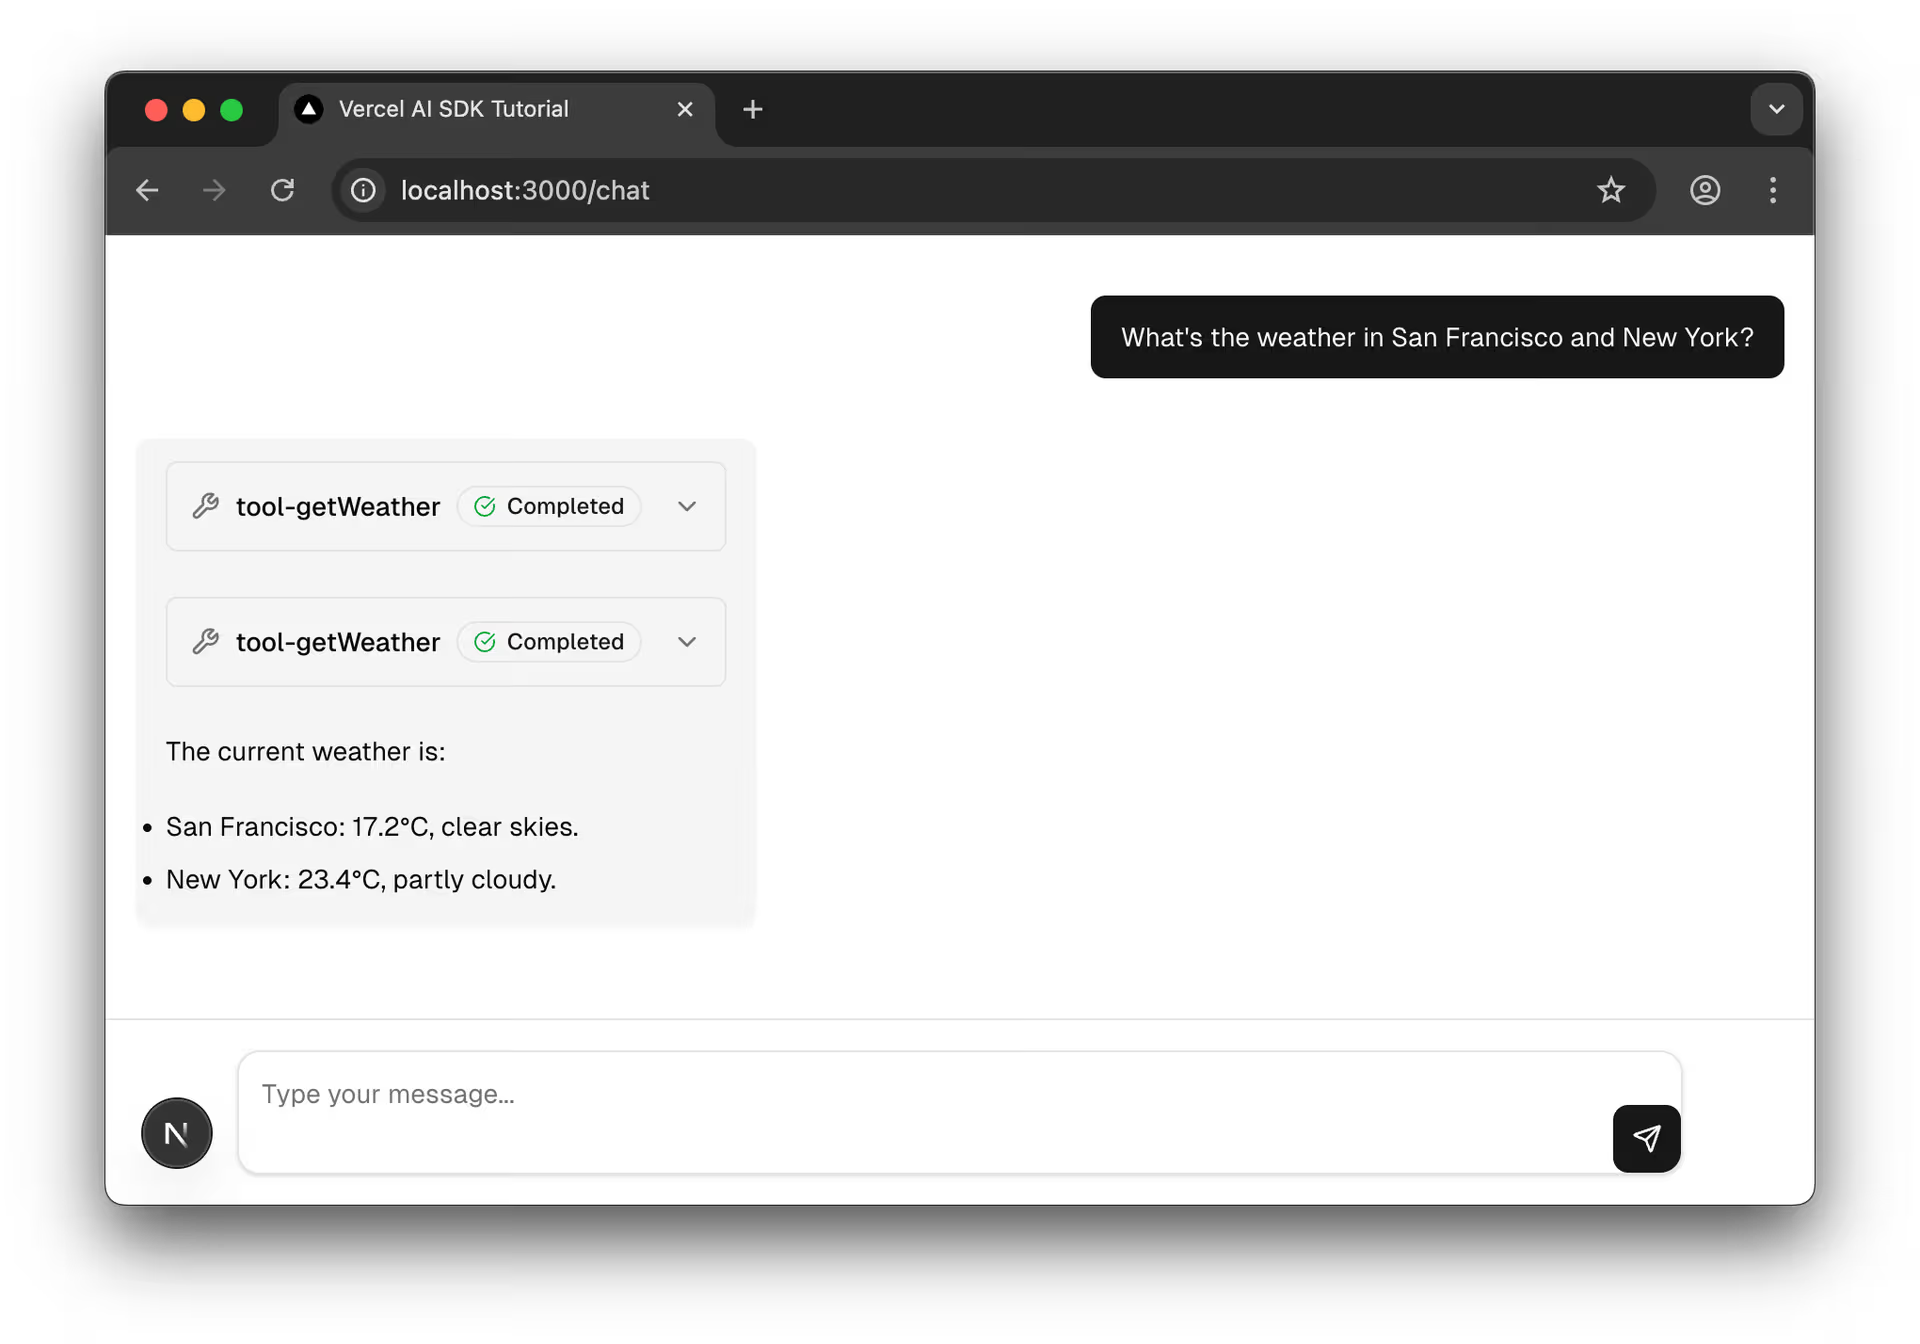 Vercel AI SDK Tutorial
localhost:3000/chat
What's the weather in San Francisco and New York?
tool-getWeather Completed
tool-getWeather Completed
The current weather is:
• San Francisco: 17.2°C, clear skies.
• New York: 23.4°C, partly cloudy.
Type your message...
N